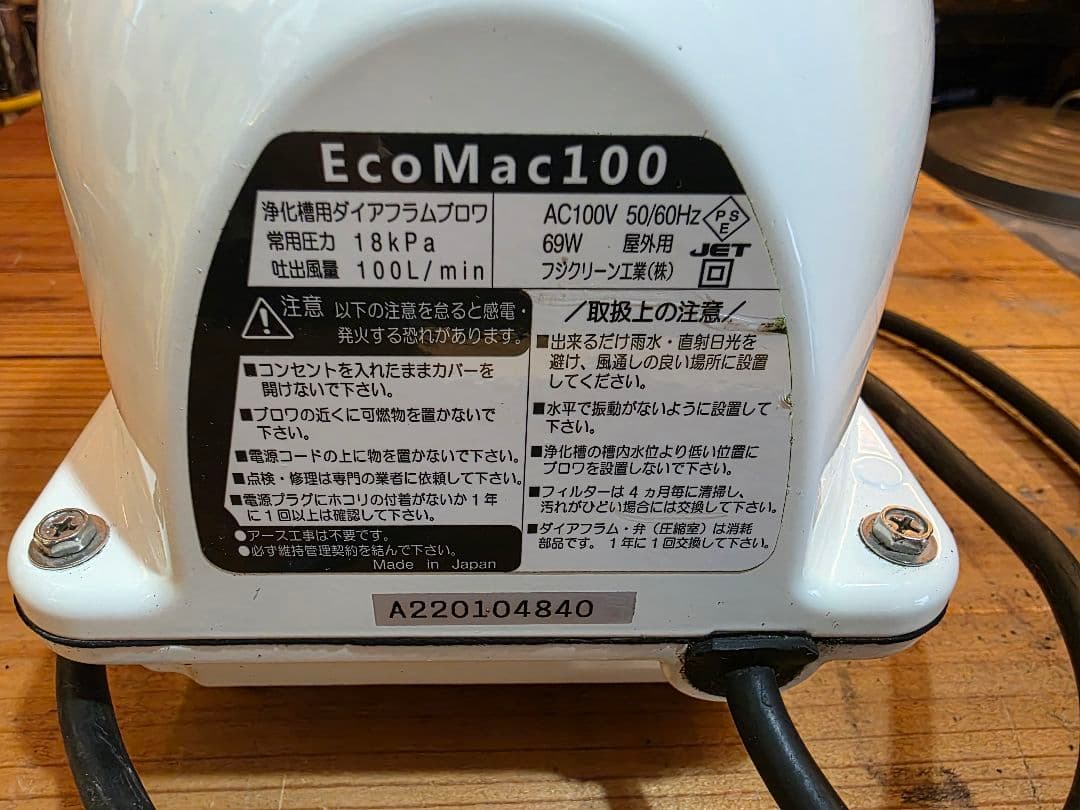 EcoMac100
浄化槽用ダイアフラムブロワ
常用圧力 18kPa
吐出風量 100L/min
AC100V 50/60Hz
PSE
69W 屋外用
JET
フジクリーン工業(株)
注意 以下の注意を怠ると感電・
発火する恐れがあります。
■コンセントを入れたままカバーを
開けないで下さい。
■ブロワの近くに可燃物を置かないで
下さい。
■電源コードの上に物を置かないで下さい。
■点検・修理は専門の業者に依頼して下さい。
■電源プラグにホコリの付着がないか1年
に1回以上は確認して下さい。
●アース工事は不要です。
●必ず維持管理契約を結んで下さい。
Made in Japan
/取扱上の注意/
■出来るだけ雨水・直射日光を
避け、風通しの良い場所に設置
してください。
■水平で振動がないように設置して
下さい。
■浄化槽の槽内水位より低い位置に
ブロワを設置しないで下さい。
■フィルターは4ヵ月毎に清掃し、
汚れがひどい場合には交換して下さい。
■ダイアフラム・弁(圧縮室)は消耗
部品です。1年に1回交換して下さい。
A220104840